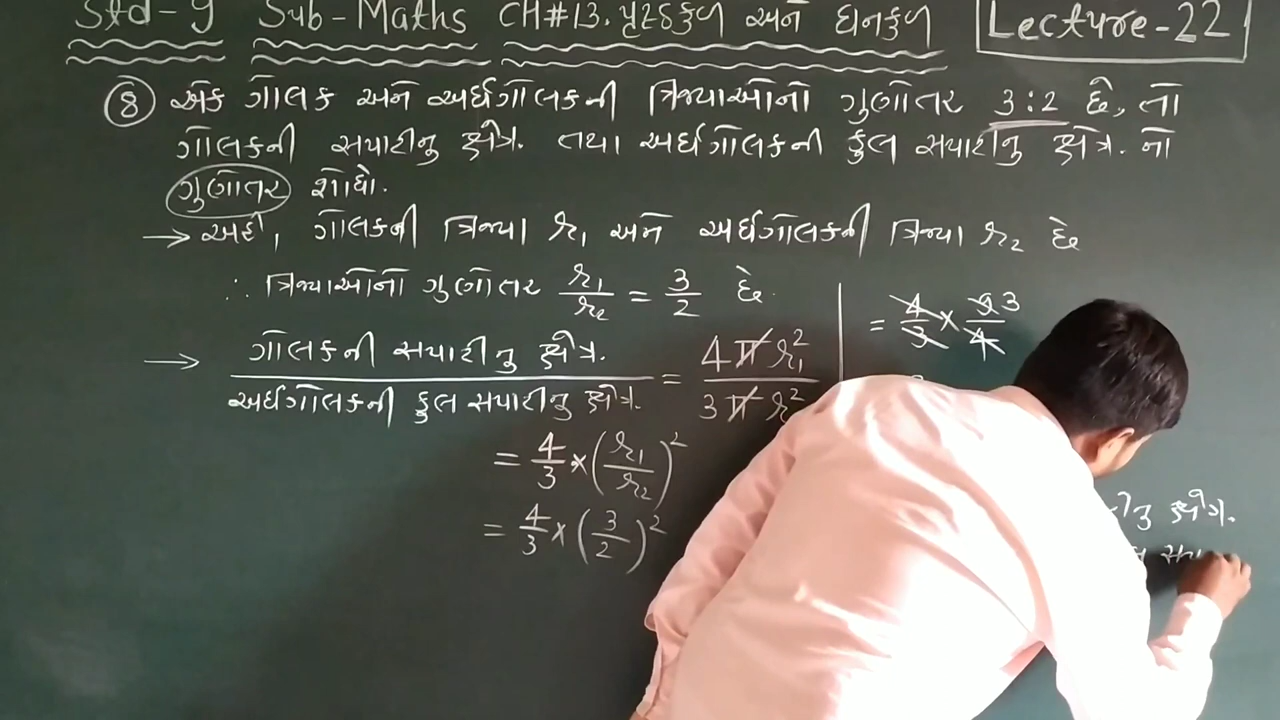 Std-9 Sub-Maths CH#13. પૃષ્ઠફળ અને ઘનફળ Lecture-22
⑧ એક ગોલક અને અર્ધગોલકની ત્રિજ્યાઓનો ગુણોતર 3:2 છે, તો
ગોલકની સપાટીનુ ક્ષેત્ર. તથા અર્ધગોલકની કુલ સપાટીનુ ક્ષેત્ર. નો
ગુણોતર શોધો.
→ અહીં, ગોલકની ત્રિજ્યા r₁ અને અર્ધગોલકની ત્રિજ્યા r₂ છે
∴ ત્રિજ્યાઓનો ગુણોતર r₁/r₂ = 3/2 છે.
→ ગોલકની સપાટીનુ ક્ષેત્ર. / અર્ધગોલકની કુલ સપાટીનુ ક્ષેત્ર. = 4πr₁² / 3πr²
= 4/3 × (r₁/r₂)²
= 4/3 × (3/2)²
= 4/3 × 9/4 3
નુ ક્ષેત્ર.